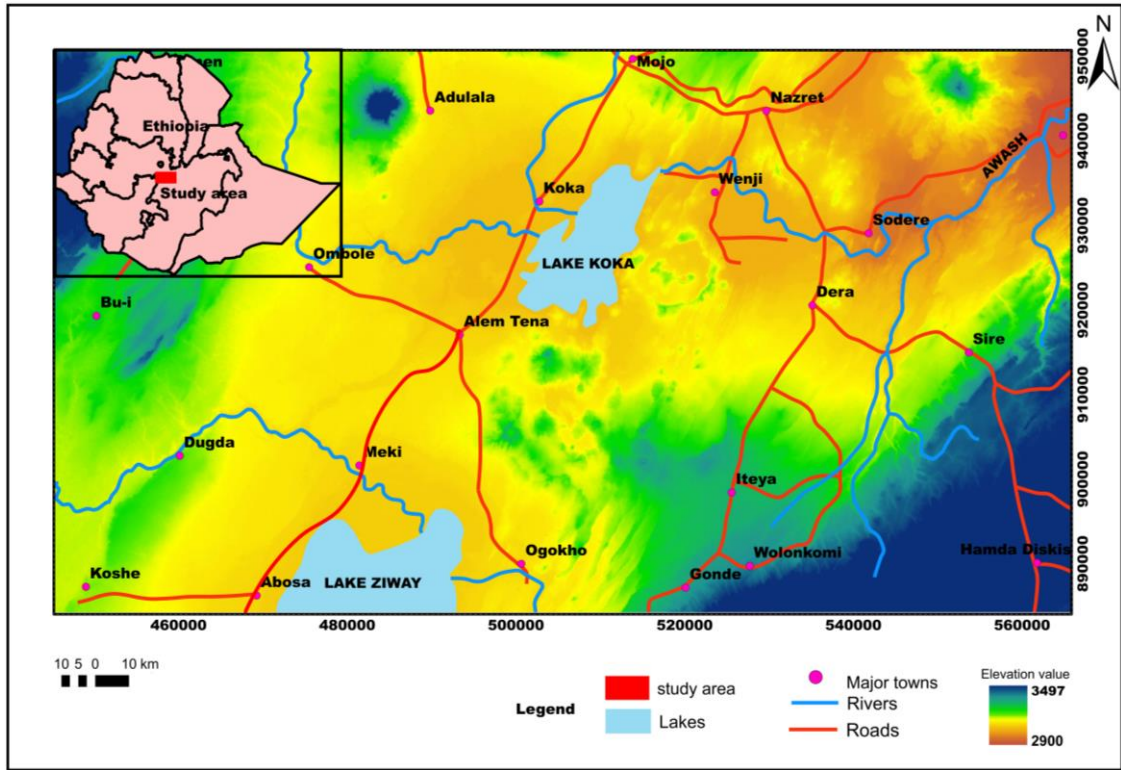 N
men
Ethiopia
Study area
Adulala
Mojo
Nazret
AWASH
Koka
Wenji
Sodere
Ombole
LAKE KOKA
Bu-i
Dera
Alem Tena
Sire
Dugda
Meki
Iteya
Ogokho
Wolonkomi
Hamda Diskis
Koshe
Abosa
LAKE ZIWAY
Gonde
950000
940000
930000
920000
910000
900000
890000
460000 480000 500000 520000 540000 560000
10 5 0 10 km
Legend
study area
Lakes
Major towns
Rivers
Roads
Elevation value
3497
2900